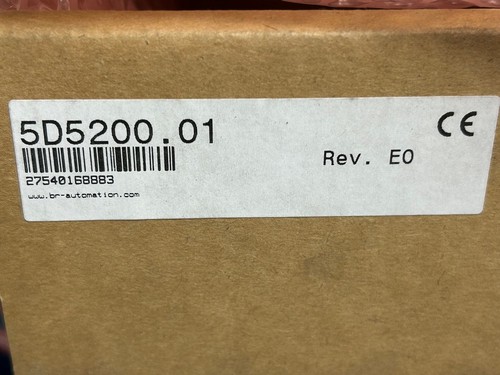 5D5200.01
CE
Rev. E0
27540168883
www.br-automation.com